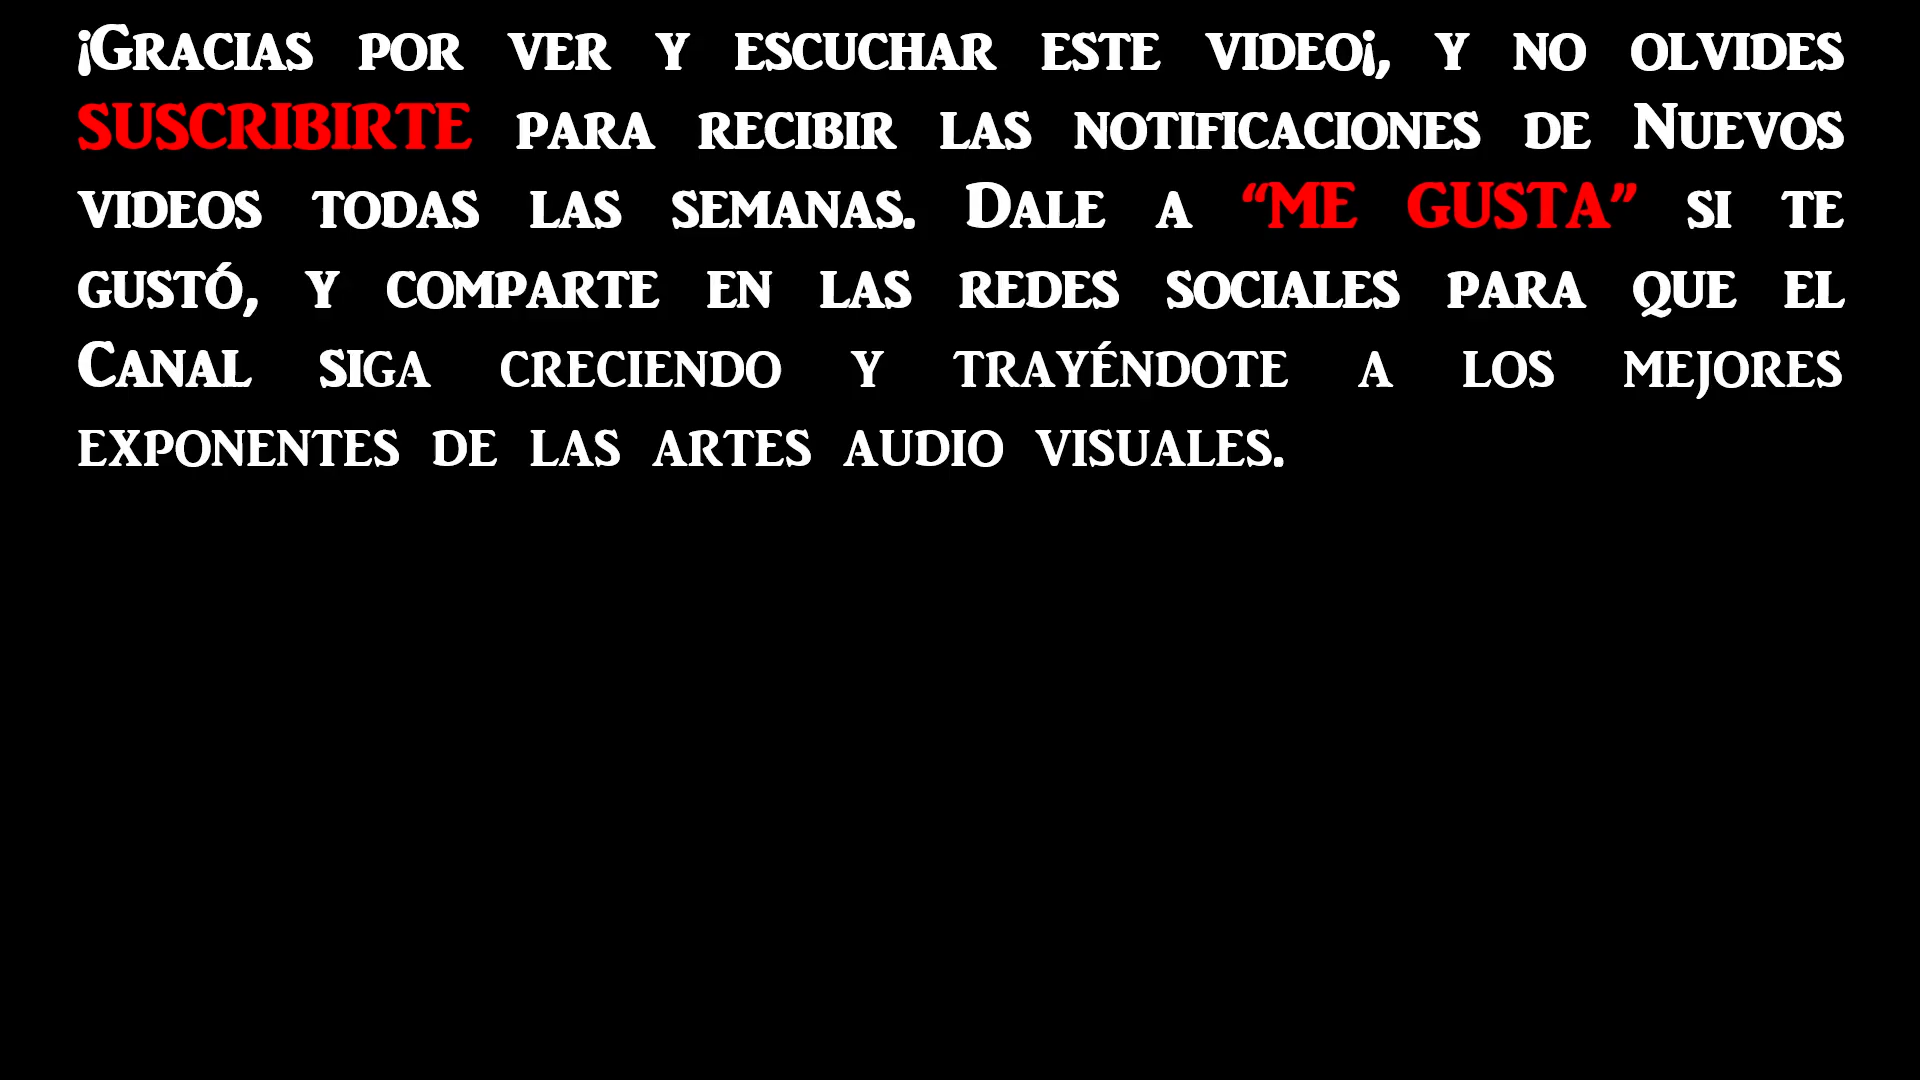 ¡Gracias por ver y escuchar este video¡, y no olvides
SUSCRIBIRTE para recibir las notificaciones de Nuevos
videos todas las semanas. Dale a “ME GUSTA” si te
gustó, y comparte en las redes sociales para que el
Canal siga creciendo y trayéndote a los mejores
exponentes de las artes audio visuales.